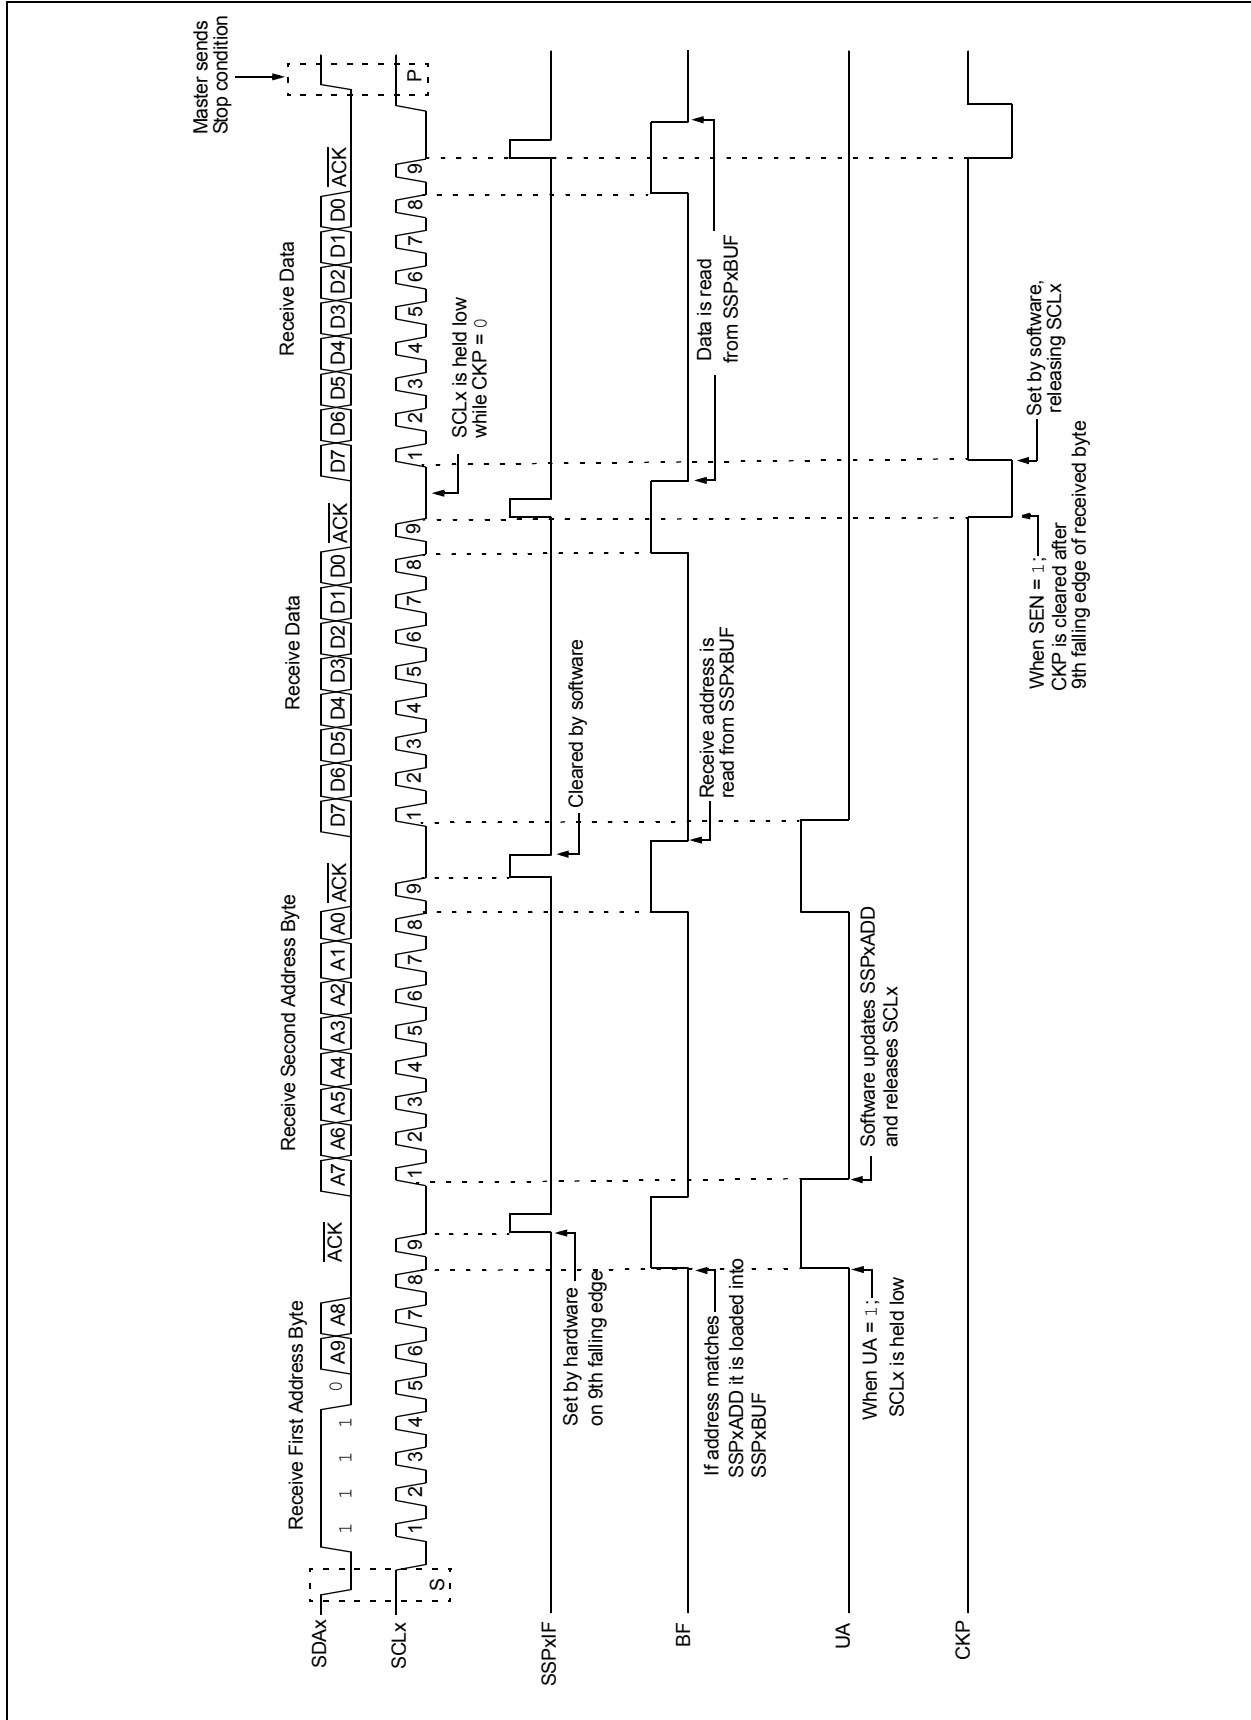 Master sends
Stop condition
Receive First Address Byte
Receive Second Address Byte
Receive Data
Receive Data
SDAx
1 1 1 1 0 A9 A8 ACK A7 A6 A5 A4 A3 A2 A1 A0 ACK D7 D6 D5 D4 D3 D2 D1 D0 ACK D7 D6 D5 D4 D3 D2 D1 D0 ACK
SCLx
S 1 2 3 4 5 6 7 8 9 1 2 3 4 5 6 7 8 9 1 2 3 4 5 6 7 8 9 1 2 3 4 5 6 7 8 9 P
SCLx is held low
while CKP = 0
SSPxIF
Set by hardware
on 9th falling edge
Cleared by software
BF
If address matches
SSPxADD it is loaded into
SSPxBUF
Receive address is
read from SSPxBUF
Data is read
from SSPxBUF
UA
When UA = 1;
SCLx is held low
Software updates SSPxADD
and releases SCLx
CKP
When SEN = 1;
CKP is cleared after
9th falling edge of received byte
Set by software,
releasing SCLx